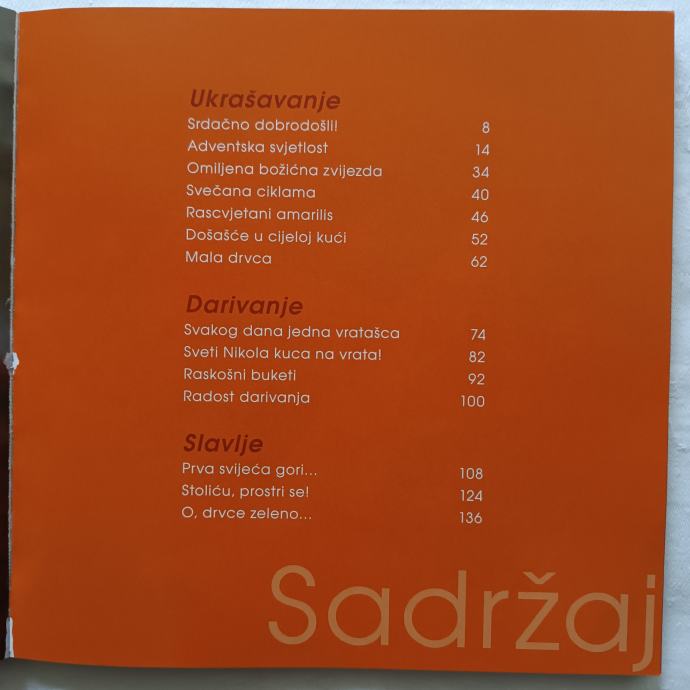 Ukrašavanje
Srdačno dobrodošli! 8
Adventska svjetlost 14
Omiljena božićna zvijezda 34
Svečana ciklama 40
Rascvjetani amarilis 46
Došašće u cijeloj kući 52
Mala drvca 62
Darivanje
Svakog dana jedna vratašca 74
Sveti Nikola kuca na vrata! 82
Raskošni buketi 92
Radost darivanja 100
Slavlje
Prva svijeća gori... 108
Stoliću, prostri se! 124
O, drvce zeleno... 136
Sadržaj